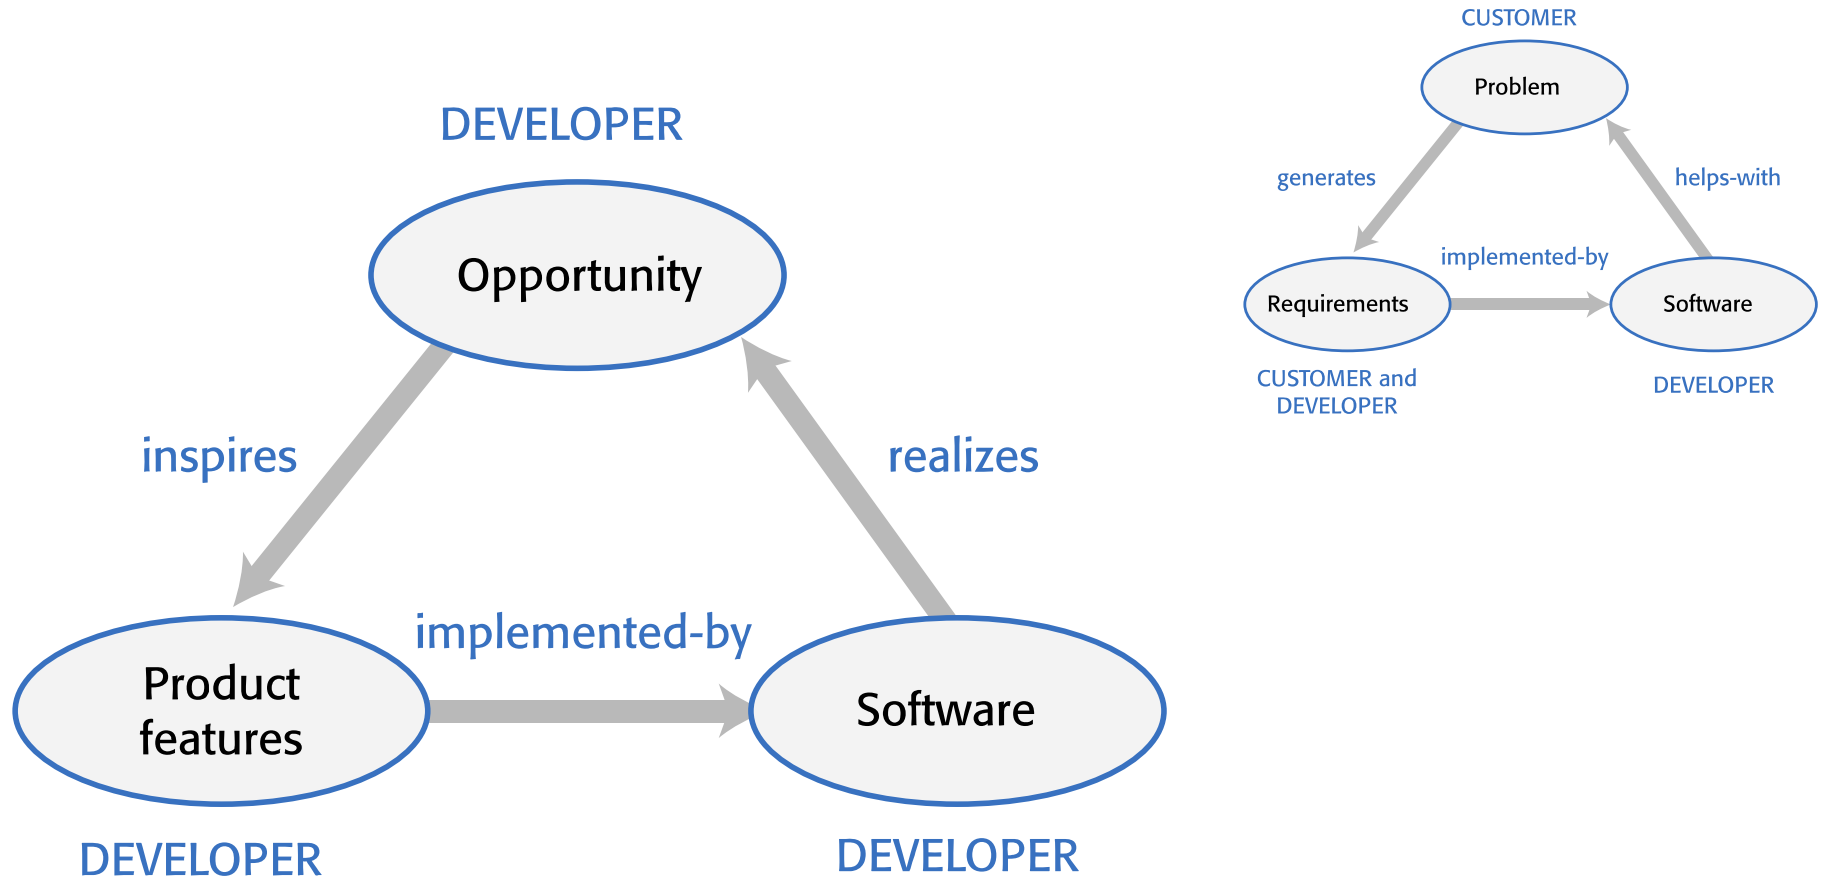 DEVELOPER
Opportunity
inspires
realizes
implemented-by
Product
features
Software
DEVELOPER
DEVELOPER
CUSTOMER
Problem
generates
helps-with
implemented-by
Requirements
Software
CUSTOMER and
DEVELOPER
DEVELOPER